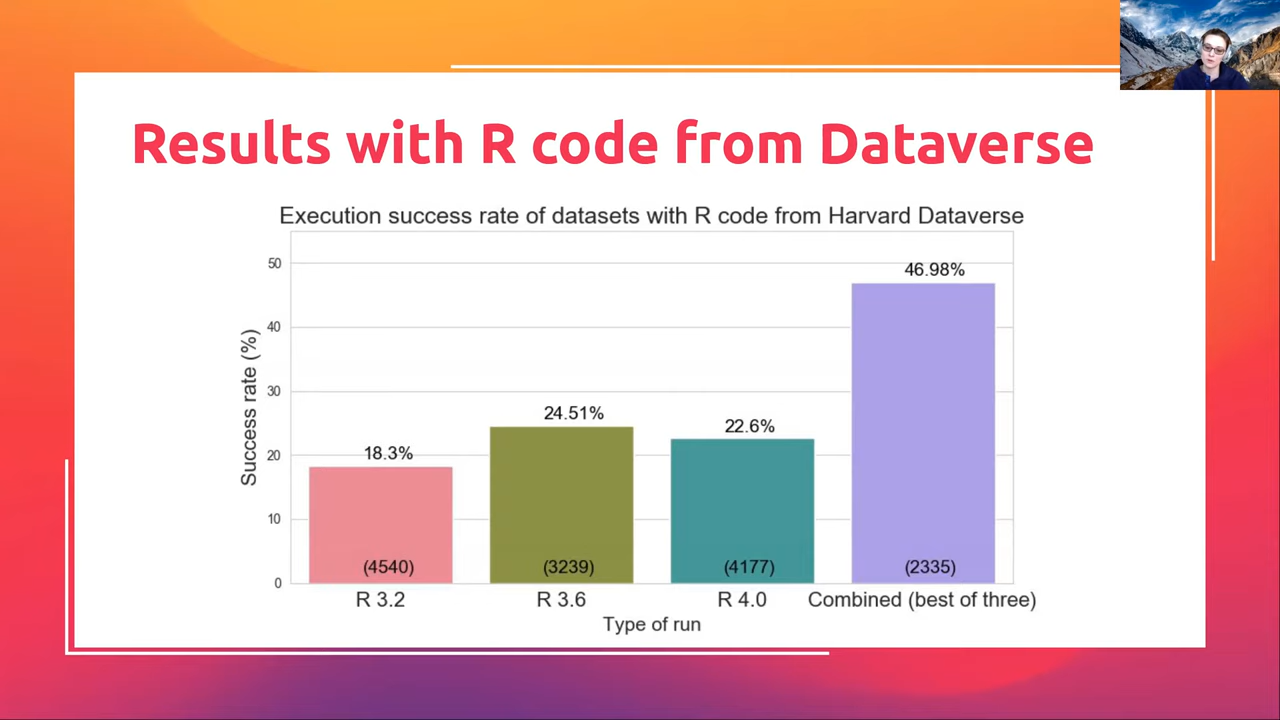 Results with R code from Dataverse
Execution success rate of datasets with R code from Harvard Dataverse
Success rate (%)
50
40
30
20
10
0
18.3%
24.51%
22.6%
46.98%
(4540)
(3239)
(4177)
(2335)
R 3.2
R 3.6
R 4.0
Combined (best of three)
Type of run